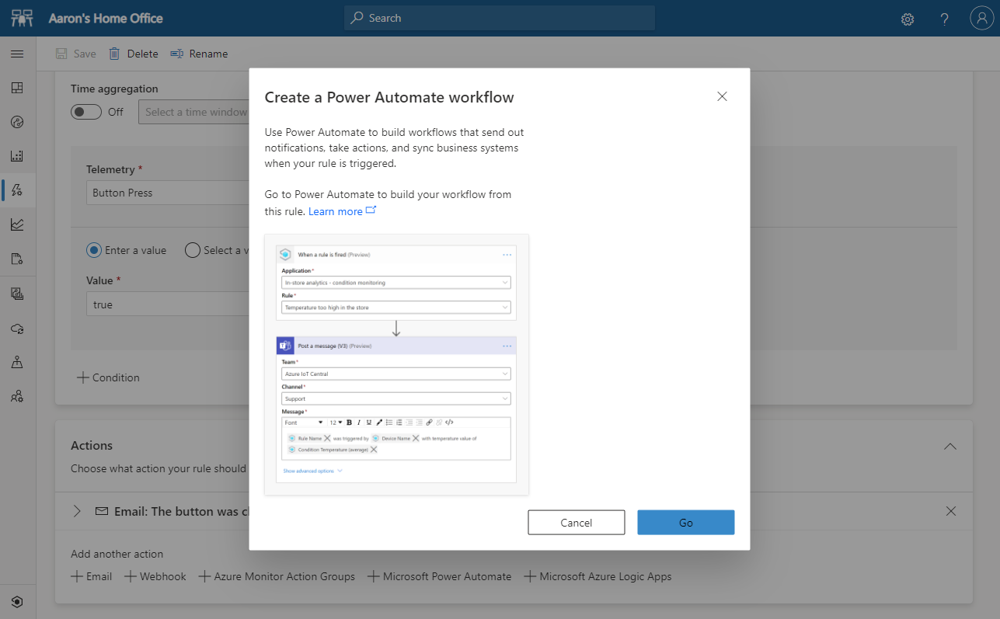 Aaron's Home Office
Search
?
Save
Delete
Rename
Time aggregation
Off
Select a time window
Telemetry *
Button Press
Enter a value
Select a v
Value *
true
Condition
Actions
Choose what action your rule should
Email: The button was cl
Add another action
Email
Webhook
Azure Monitor Action Groups
Microsoft Power Automate
Microsoft Azure Logic Apps
Create a Power Automate workflow
Use Power Automate to build workflows that send out
notifications, take actions, and sync business systems
when your rule is triggered.
Go to Power Automate to build your workflow from
this rule. Learn more
When a rule is fired (Preview)
Application *
In-store analytics - condition monitoring
Rule *
Temperature too high in the store
Post a message (V3) (Preview)
Team *
Azure IoT Central
Channel *
Support
Message *
Font 12 B I U </>
Rule Name was triggered by Device Name with temperature value of
Condition Temperature (average)
Show advanced options
Cancel
Go